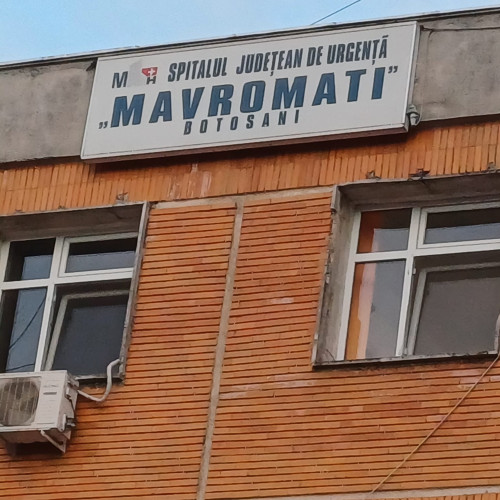 M H SPITALUL JUDEȚEAN DE URGENȚĂ
„MAVROMATI”
BOTOSANI